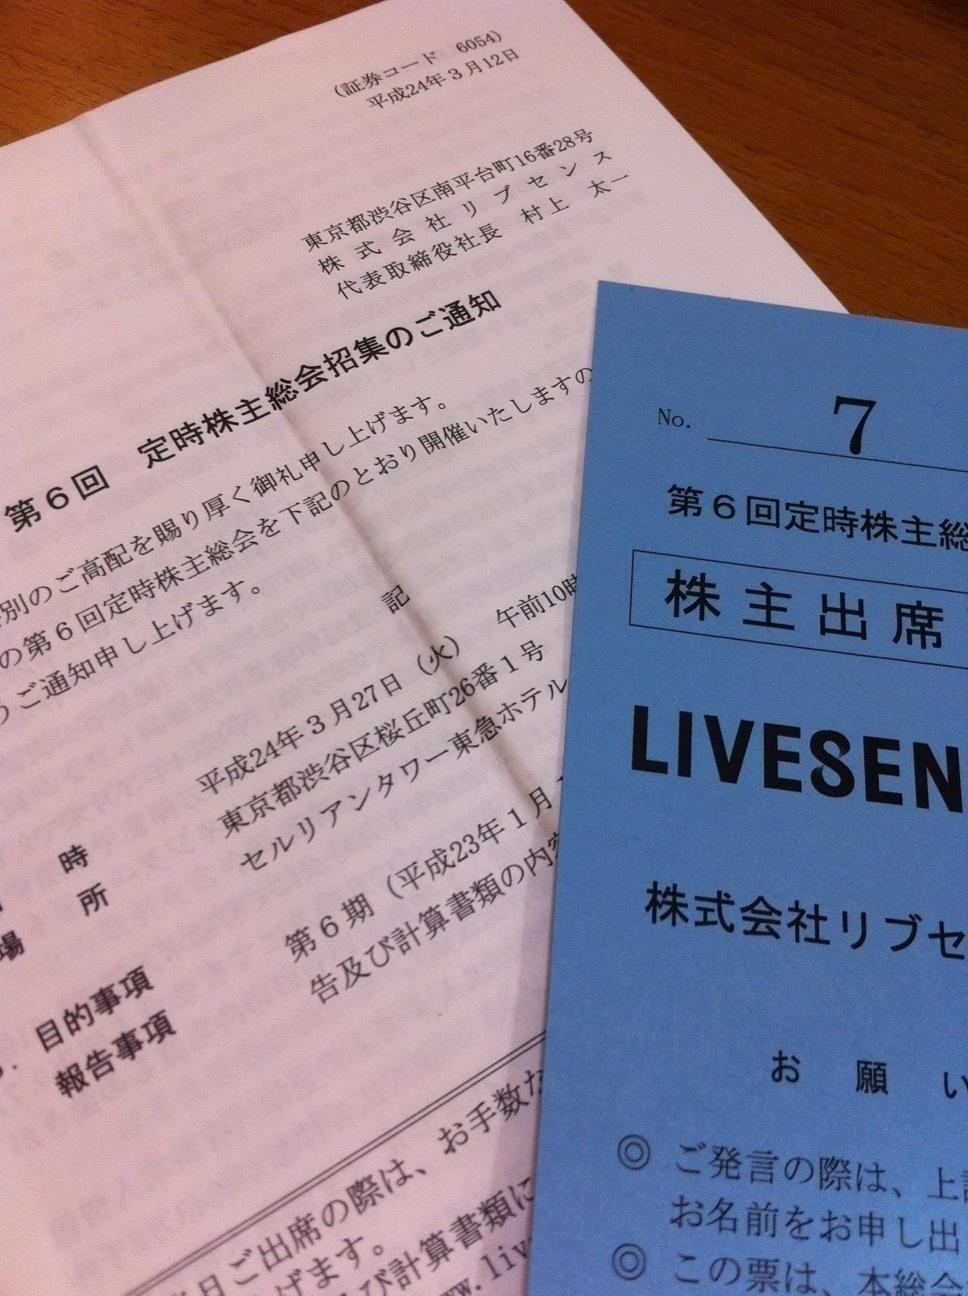 (証券コード 6054)
平成24年3月12日
東京都渋谷区南平台町16番28号
株式会社リブセンス
代表取締役社長 村上 太一
第6回 定時株主総会招集のご通知
別のご高配を賜り厚く御礼申し上げます。
の第6回定時株主総会を下記のとおり開催いたしますの
ご通知申し上げます。
記
時 平成24年3月27日(火) 午前10時
場 所 東京都渋谷区桜丘町26番1号
セルリアンタワー東急ホテル
目的事項
報告事項 第6期(平成23年1月
告及び計算書類の内容
ご出席の際は、お手数な
げます。
び計算書類に
No. 7
第6回定時株主総
株主出席
LIVESEN
株式会社リブセ
お願い
◎ ご発言の際は、上記
お名前をお申し出
◎ この票は、本総会